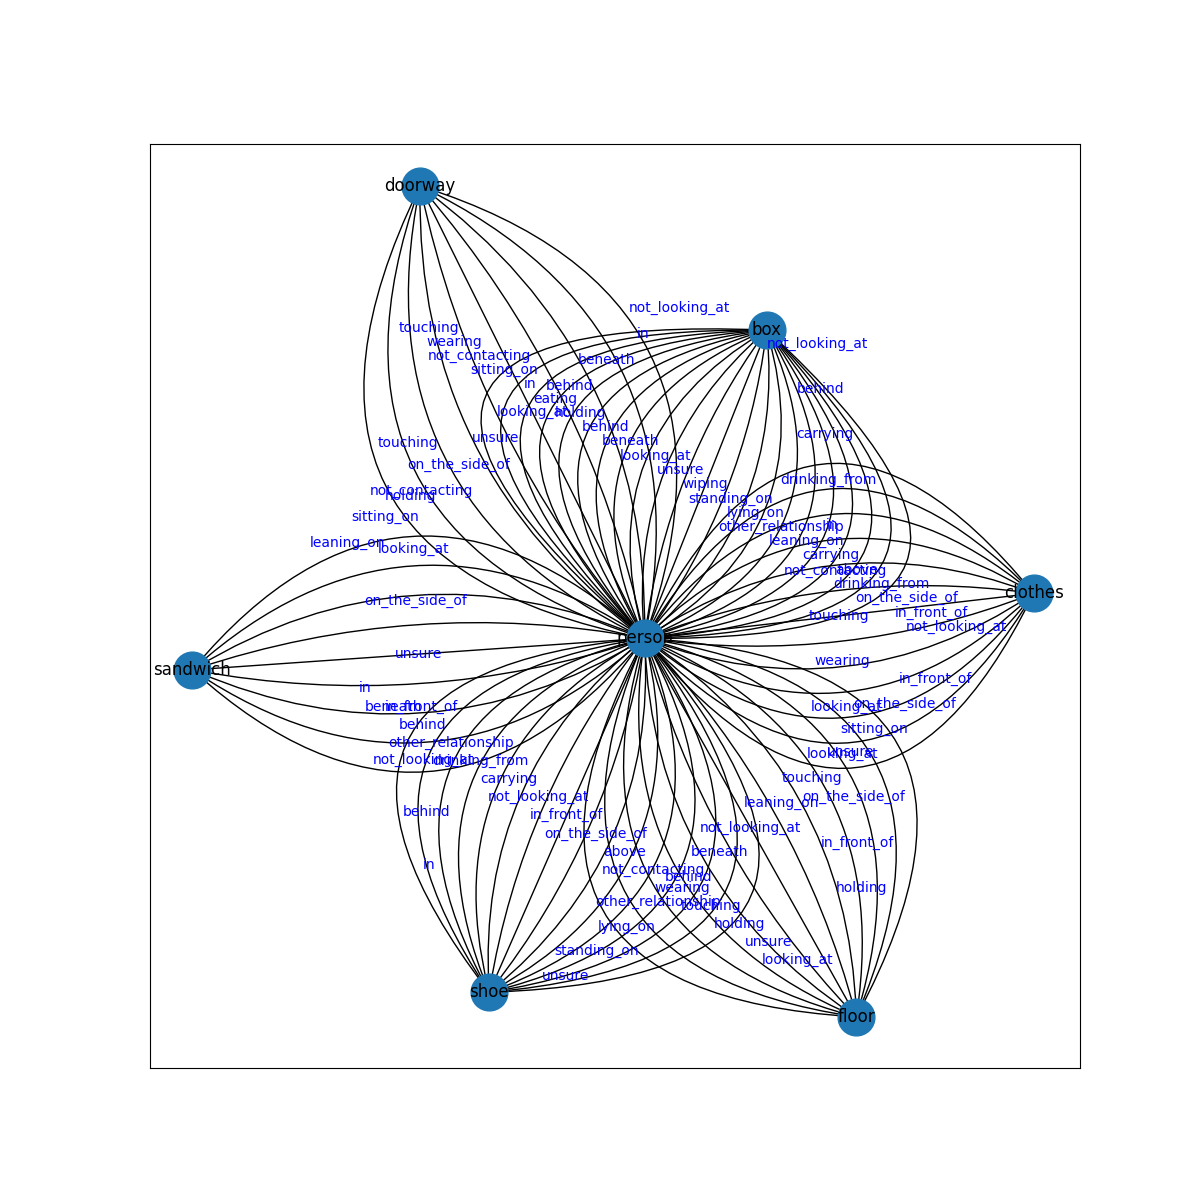 doorway
not_looking_at
box
in
touching
wearing
not_looking_at
not_contacting
beneath
sitting_on
in
behind
behind
eating
looking_at
holding
behind
carrying
unsure
beneath
touching
looking_at
on_the_side_of
unsure
drinking_from
wiping
not_contacting
holding
standing_on
lying_on
sitting_on
other_relationship
in
leaning_on
leaning_on
looking_at
carrying
not_contacting
above
drinking_from
clothes
on_the_side_of
on_the_side_of
in_front_of
touching
not_looking_at
person
unsure
wearing
sandwich
in_front_of
in
beneath
in_front_of
looking_at
on_the_side_of
behind
sitting_on
other_relationship
looking_at
unsure
not_looking_at
drinking_from
carrying
touching
not_looking_at
on_the_side_of
leaning_on
behind
in_front_of
not_looking_at
on_the_side_of
in_front_of
above
beneath
in
not_contacting
behind
wearing
holding
other_relationship
touching
lying_on
holding
unsure
standing_on
looking_at
unsure
shoe
floor